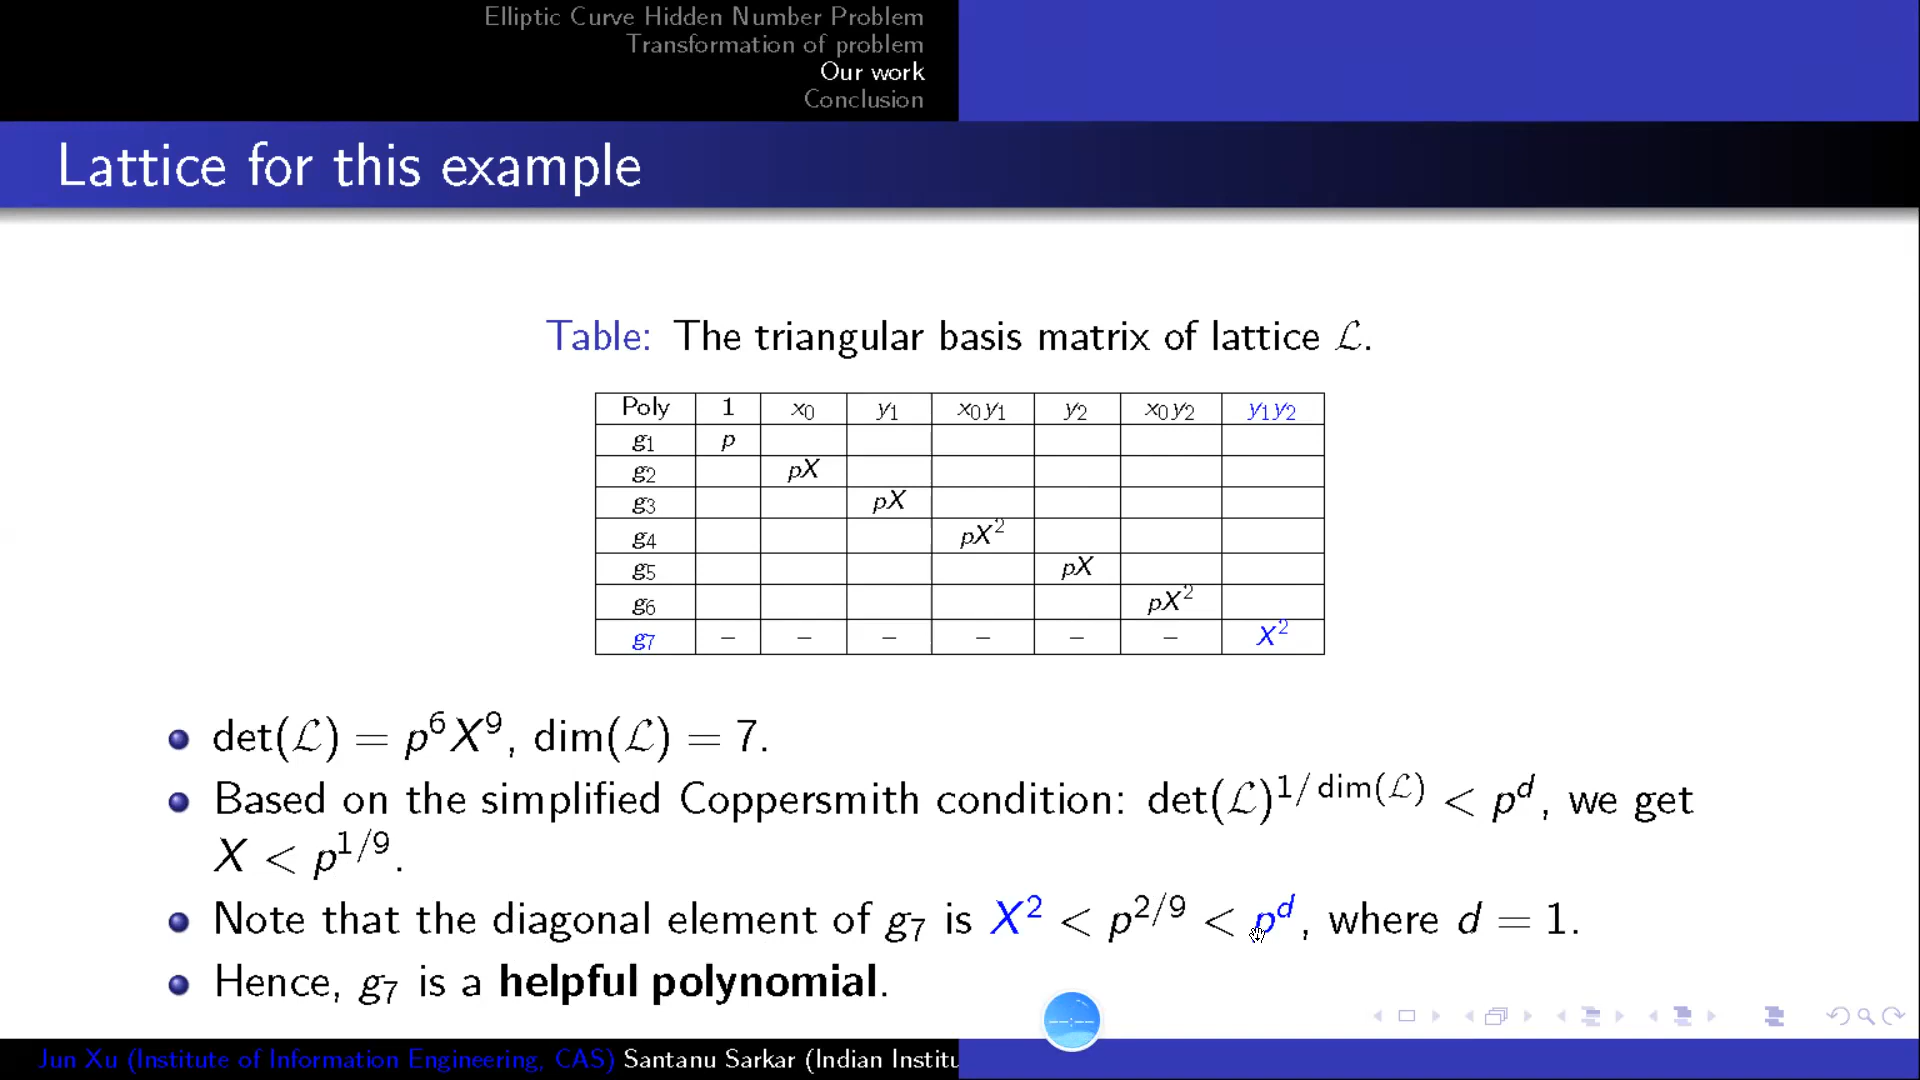 Elliptic Curve Hidden Number Problem
Transformation of problem
Our work
Conclusion
Lattice for this example
Table: The triangular basis matrix of lattice ℒ.
Poly 1 x₀ y₁ x₀y₁ y₂ x₀y₂ y₁y₂
g₁ p
g₂ pX
g₃ pX
g₄ pX²
g₅ pX
g₆ pX²
g₇ – – – – – – X²
det(ℒ) = p⁶X⁹, dim(ℒ) = 7.
Based on the simplified Coppersmith condition: det(ℒ)^{1/dim(ℒ)} < p^d, we get
X < p^{1/9}.
Note that the diagonal element of g₇ is X² < p^{2/9} < p^d, where d = 1.
Hence, g₇ is a helpful polynomial.
Jun Xu (Institute of Information Engineering, CAS) Santanu Sarkar (Indian Institu